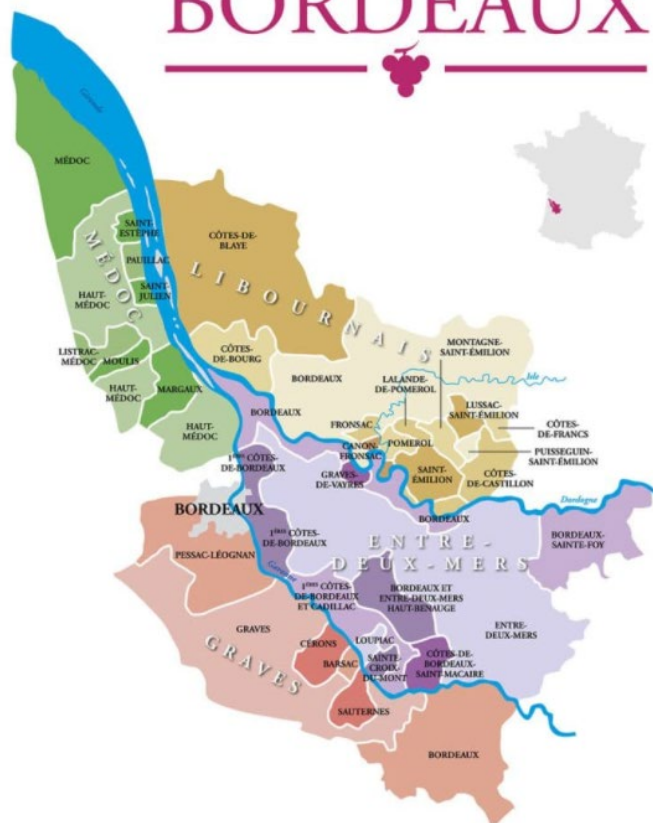 BORDEAUX
Gironde
MÉDOC
SAINT-
ESTÈPHE
PAUILLAC
SAINT-
JULIEN
MÉDOC
HAUT-
MÉDOC
LISTRAC-
MÉDOC
MOULIS
HAUT-
MÉDOC
MARGAUX
HAUT-
MÉDOC
CÔTES-DE-
BLAYE
LIBOURNAIS
CÔTES-
DE-BOURG
BORDEAUX
MONTAGNE-
SAINT-ÉMILION
LALANDE-
DE-POMEROL
Isle
LUSSAC-
SAINT-ÉMILION
CÔTES-
DE-FRANCS
PUISSEGUIN-
SAINT-ÉMILION
FRONSAC
CANON-
FRONSAC
POMEROL
SAINT-
ÉMILION
CÔTES-
DE-CASTILLON
BORDEAUX
1ÈRES CÔTES-
DE-BORDEAUX
GRAVES-
DE-VAYRES
BORDEAUX
Dordogne
BORDEAUX
1ÈRES CÔTES-
DE-BORDEAUX
ENTRE-
DEUX-MERS
BORDEAUX-
SAINTE-FOY
PESSAC-LÉOGNAN
Garonne
1ÈRES CÔTES-
DE-BORDEAUX
ET CADILLAC
BORDEAUX ET
ENTRE-DEUX-MERS
HAUT-BENAUGE
ENTRE-
DEUX-MERS
GRAVES
GRAVES
CÉRONS
BARSAC
LOUPIAC
SAINTE-
CROIX-
DU-MONT
CÔTES-DE-
BORDEAUX-
SAINT-MACAIRE
SAUTERNES
BORDEAUX